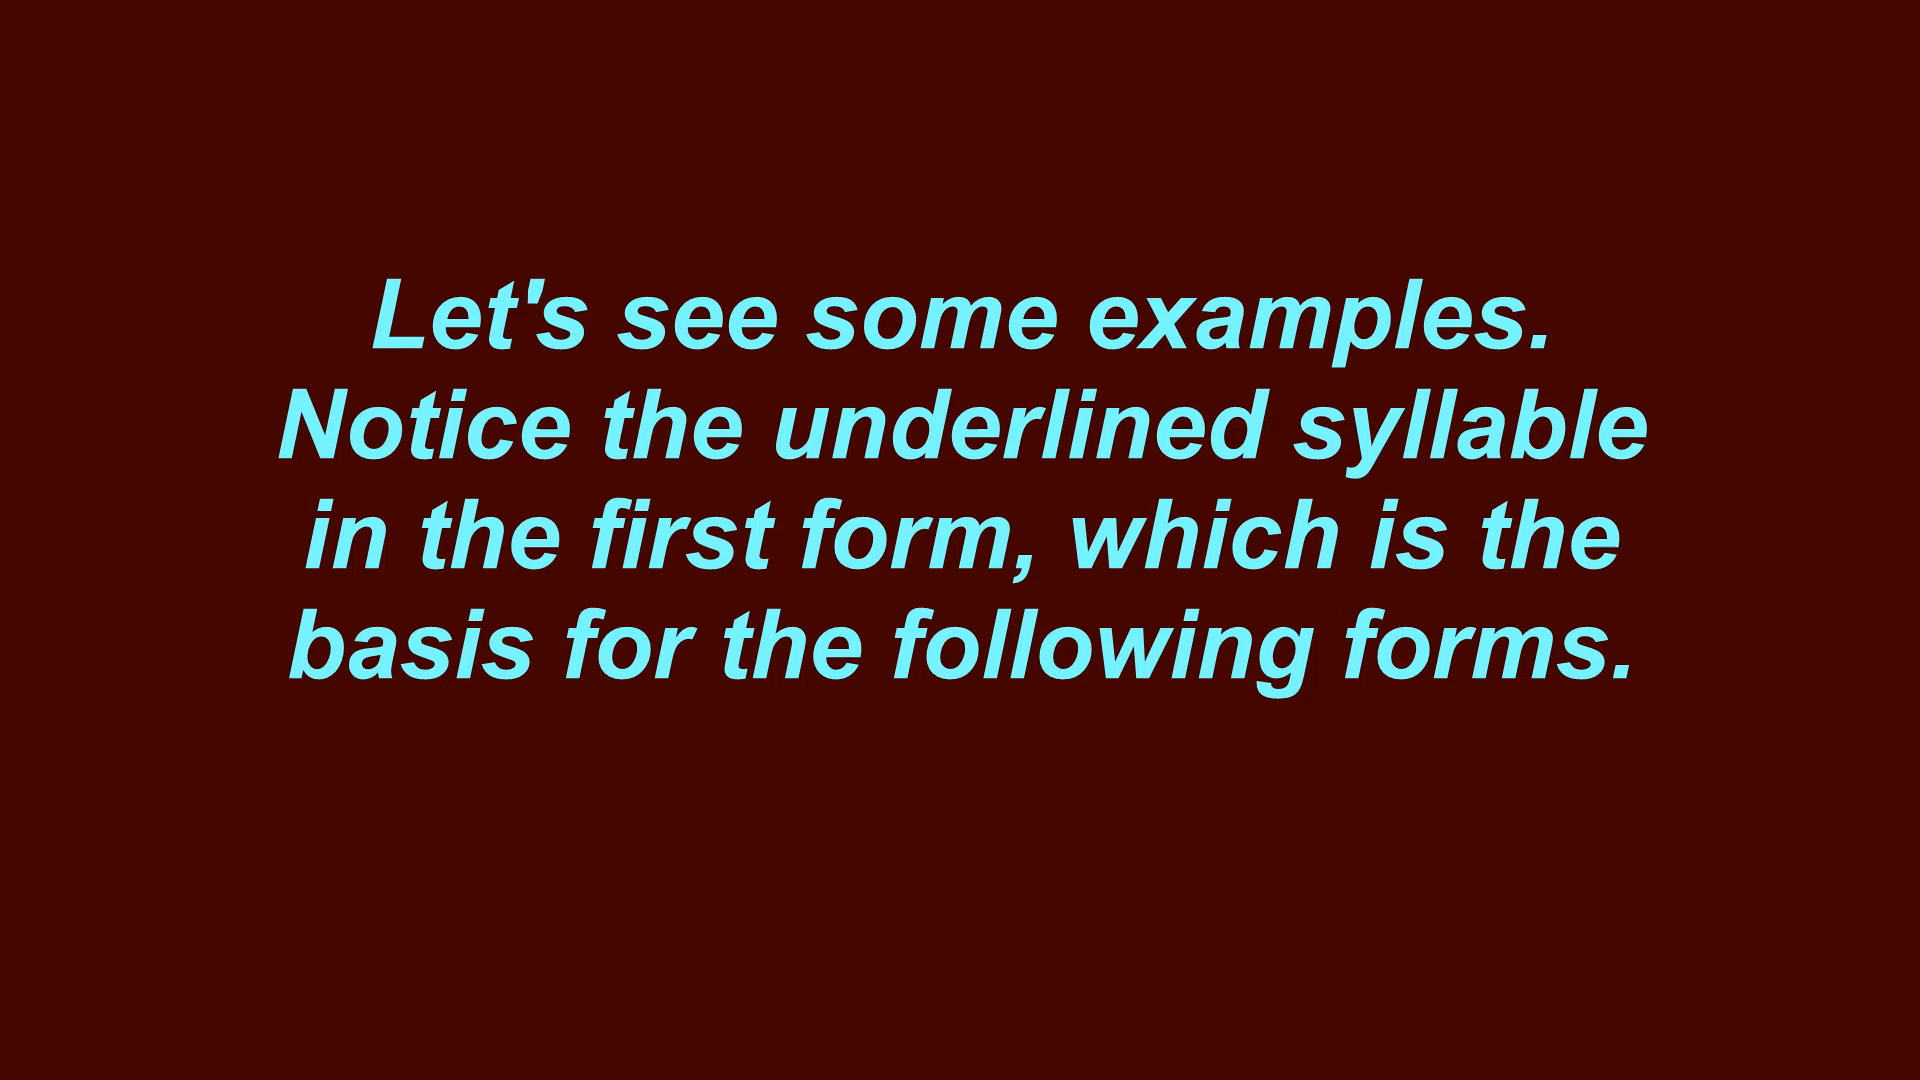 Let's see some examples.
Notice the underlined syllable
in the first form, which is the
basis for the following forms.